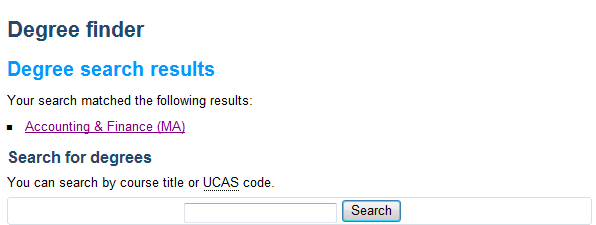 Degree finder
Degree search results
Your search matched the following results:
Accounting & Finance (MA)
Search for degrees
You can search by course title or UCAS code.
Search